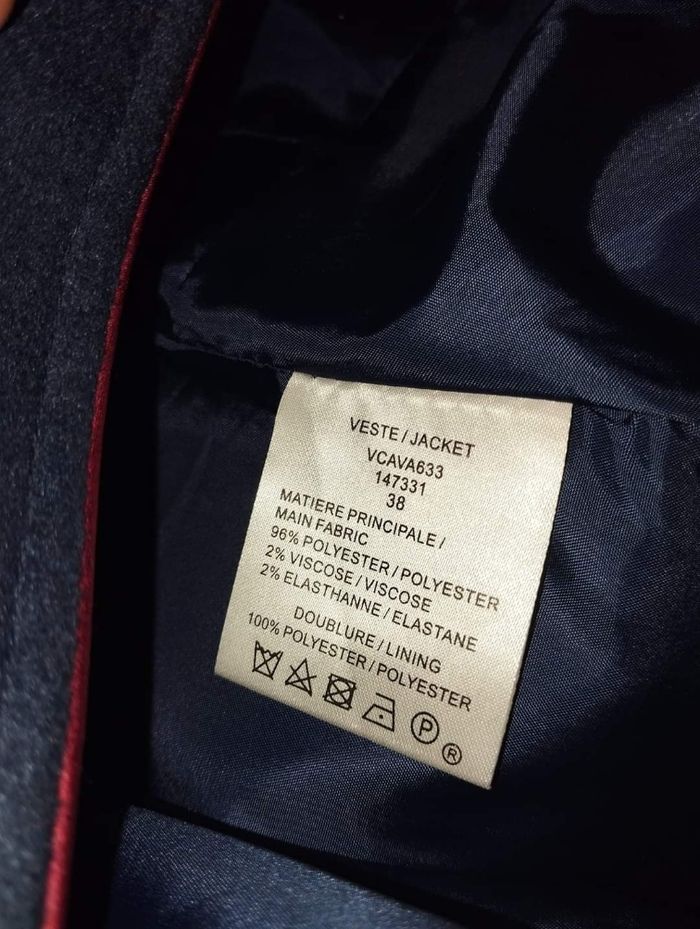 VESTE / JACKET
VCAVA633
147331
38
MATIERE PRINCIPALE /
MAIN FABRIC
96% POLYESTER / POLYESTER
2% VISCOSE / VISCOSE
2% ELASTHANNE / ELASTANE
DOUBLURE / LINING
100% POLYESTER / POLYESTER
P
®